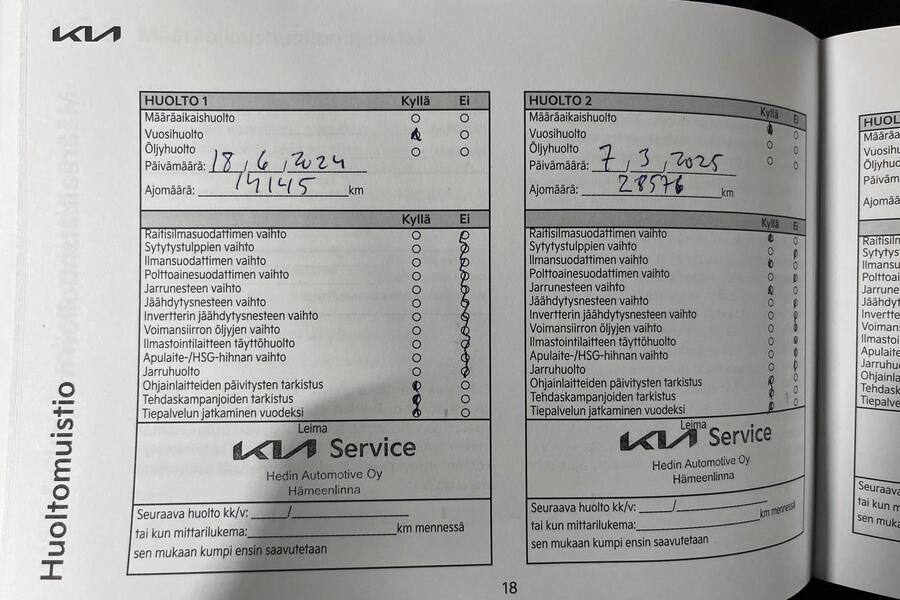 KIA
Huoltomuistio
HUOLTO 1 Kyllä Ei
Määräaikaishuolto
Vuosihuolto
Öljyhuolto
Päivämäärä: 18, 6, 2024
Ajomäärä: 14145 km
Kyllä Ei
Raitisilmasuodattimen vaihto
Sytytystulppien vaihto
Ilmansuodattimen vaihto
Polttoainesuodattimen vaihto
Jarrunesteen vaihto
Jäähdytysnesteen vaihto
Invertterin jäähdytysnesteen vaihto
Voimansiirron öljyjen vaihto
Ilmastointilaitteen täyttöhuolto
Apulaite-/HSG-hihnan vaihto
Jarruhuolto
Ohjainlaitteiden päivitysten tarkistus
Tehdaskampanjoiden tarkistus
Tiepalvelun jatkaminen vuodeksi
Leima
KIA Service
Hedin Automotive Oy
Hämeenlinna
Seuraava huolto kk/v: ______/____________________
tai kun mittarilukema:__________________________km mennessä
sen mukaan kumpi ensin saavutetaan
HUOLTO 2 Kyllä Ei
Määräaikaishuolto
Vuosihuolto
Öljyhuolto
Päivämäärä: 7, 3, 2025
Ajomäärä: 28576 km
Kyllä Ei
Raitisilmasuodattimen vaihto
Sytytystulppien vaihto
Ilmansuodattimen vaihto
Polttoainesuodattimen vaihto
Jarrunesteen vaihto
Jäähdytysnesteen vaihto
Invertterin jäähdytysnesteen vaihto
Voimansiirron öljyjen vaihto
Ilmastointilaitteen täyttöhuolto
Apulaite-/HSG-hihnan vaihto
Jarruhuolto
Ohjainlaitteiden päivitysten tarkistus
Tehdaskampanjoiden tarkistus
Tiepalvelun jatkaminen vuodeksi
Leima
KIA Service
Hedin Automotive Oy
Hämeenlinna
Seuraava huolto kk/v: ______/____________________
tai kun mittarilukema:______________________km mennessä
sen mukaan kumpi ensin saavutetaan
18